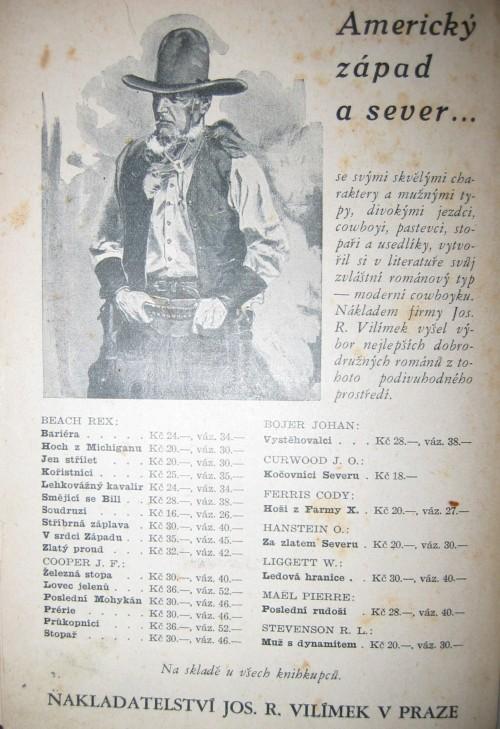 Americký
západ
a sever...
se svými skvělými cha-
raktery a mužnými ty-
py, divokými jezdci,
cowboyi, pastevci, sto-
paři a usedlíky, vytvo-
řil si v literatuře svůj
zvláštní románový typ
— moderní cowboyku.
Nákladem firmy Jos.
R. Vilímek vyšel vý-
bor nejlepších dobro-
družných románů z to-
hoto podivuhodného
prostředí.
BEACH REX:
Bariéra . . . . . Kč 24.—, váz. 34.—
Hoch z Michiganu Kč 20.—, váz. 30.—
Jen střílet . . . Kč 20.—, váz. 30.—
Kořistníci . . . . Kč 25.—, váz. 35.—
Lehkovážný kavalír Kč 24.—, váz. 34.—
Smějící se Bill . . Kč 28.—, váz. 38.—
Soudruzi . . . . Kč 16.—, váz. 26.—
Stříbrná záplava . Kč 30.—, váz. 40.—
V srdci Západu . . Kč 35.—, váz. 45.—
Zlatý proud . . . Kč 32.—, váz. 42.—
COOPER J. F.:
Železná stopa . . Kč 30.—, váz. 40.—
Lovec jelenů . . . Kč 36.—, váz. 52.—
Poslední Mohykán Kč 30.—, váz. 46.—
Prérie . . . . . Kč 30.—, váz. 46.—
Průkopníci . . . Kč 36.—, váz. 52.—
Stopař . . . . . Kč 30.—, váz. 46.—
BOJER JOHAN:
Vystěhovalci . . . Kč 28.—, váz. 38.—
CURWOOD J. O.:
Kočovníci Severu . Kč 18.—
FERRIS CODY:
Hoši z Farmy X. . Kč 20.—, váz. 27.—
HANSTEIN O.:
Za zlatem Severu . Kč 20.—, váz. 30.—
LIGGETT W.:
Ledová hranice . . Kč 30.—, váz. 40.—
MAËL PIERRE:
Poslední rudoši . Kč 28.—, váz. 40.—
STEVENSON R. L.:
Muž s dynamitem . Kč 20.—, váz. 30.—
Na skladě u všech knihkupců.
NAKLADATELSTVÍ JOS. R. VILÍMEK V PRAZE